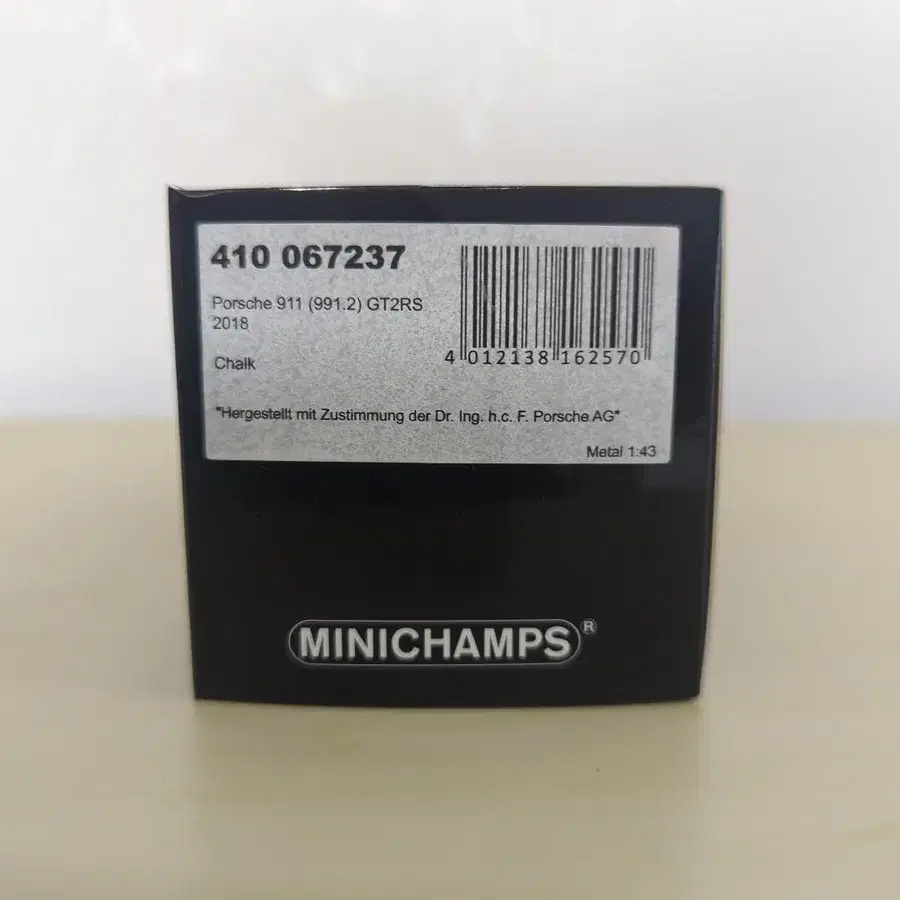 410 067237
Porsche 911 (991.2) GT2RS
2018
Chalk
4 012138 162570
"Hergestellt mit Zustimmung der Dr. Ing. h.c. F. Porsche AG"
Metal 1:43
MINICHAMPS®